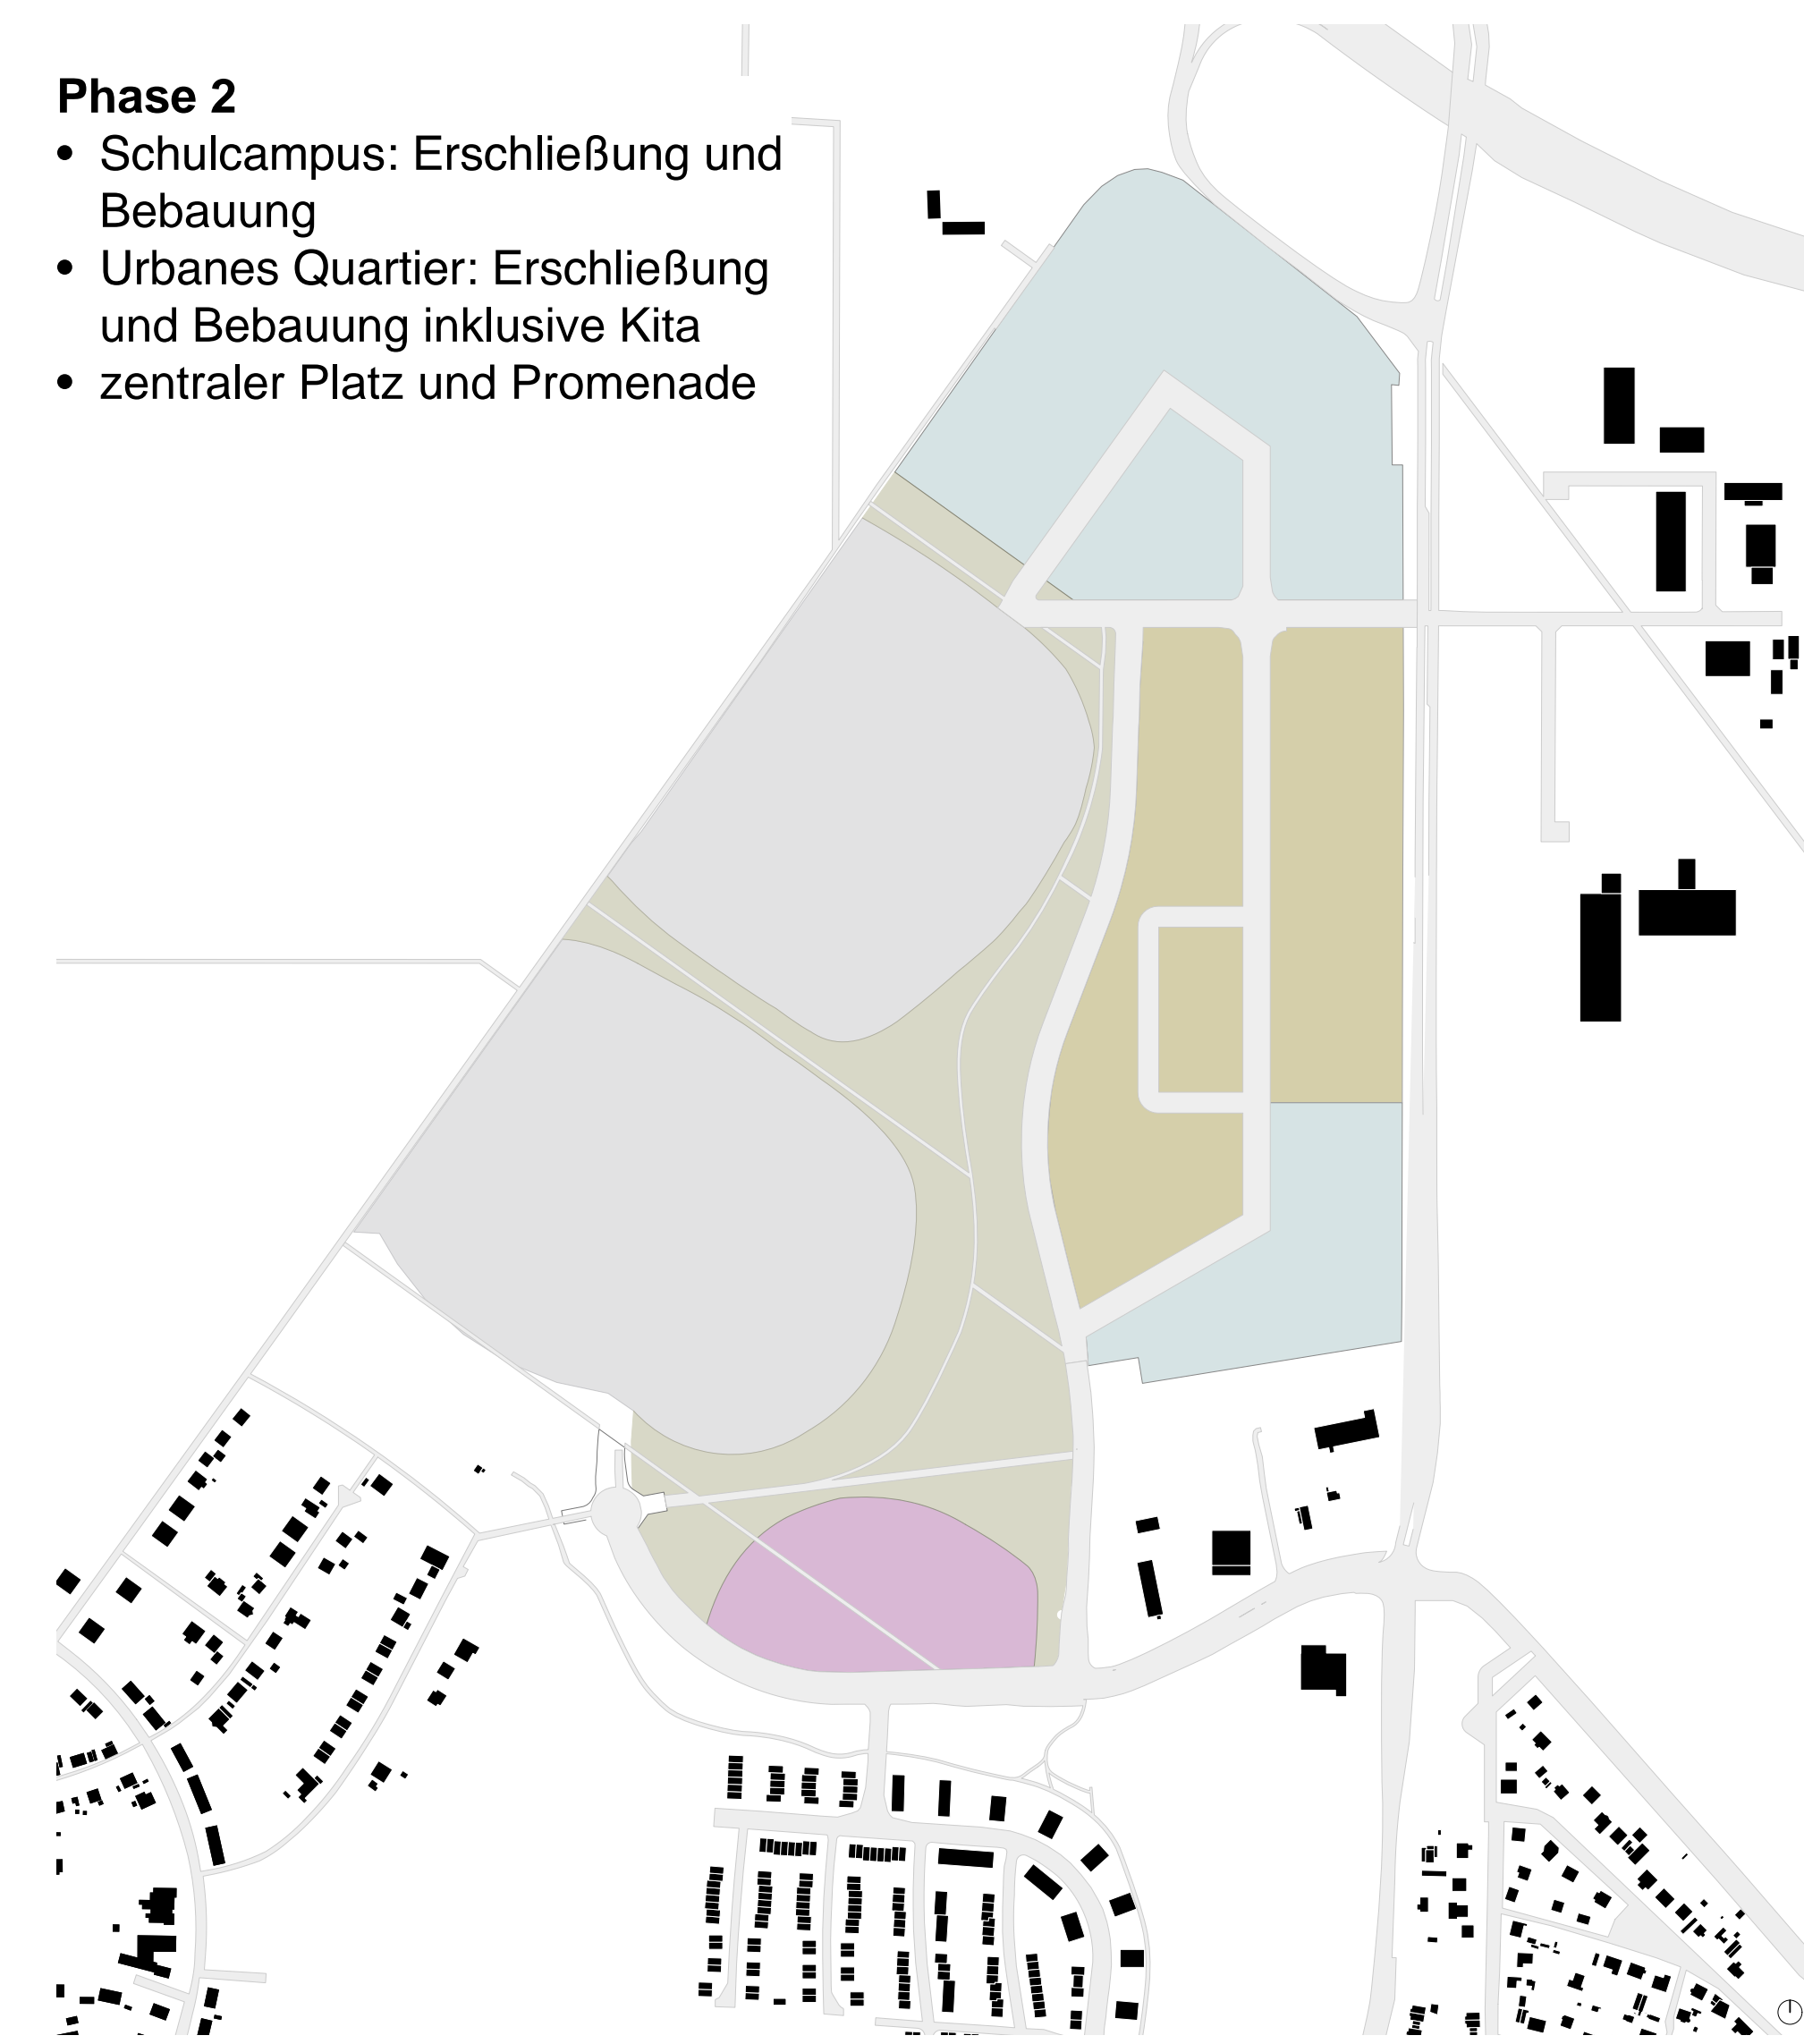 Phase 2
• Schulcampus: Erschließung und
Bebauung
• Urbanes Quartier: Erschließung
und Bebauung inklusive Kita
• zentraler Platz und Promenade